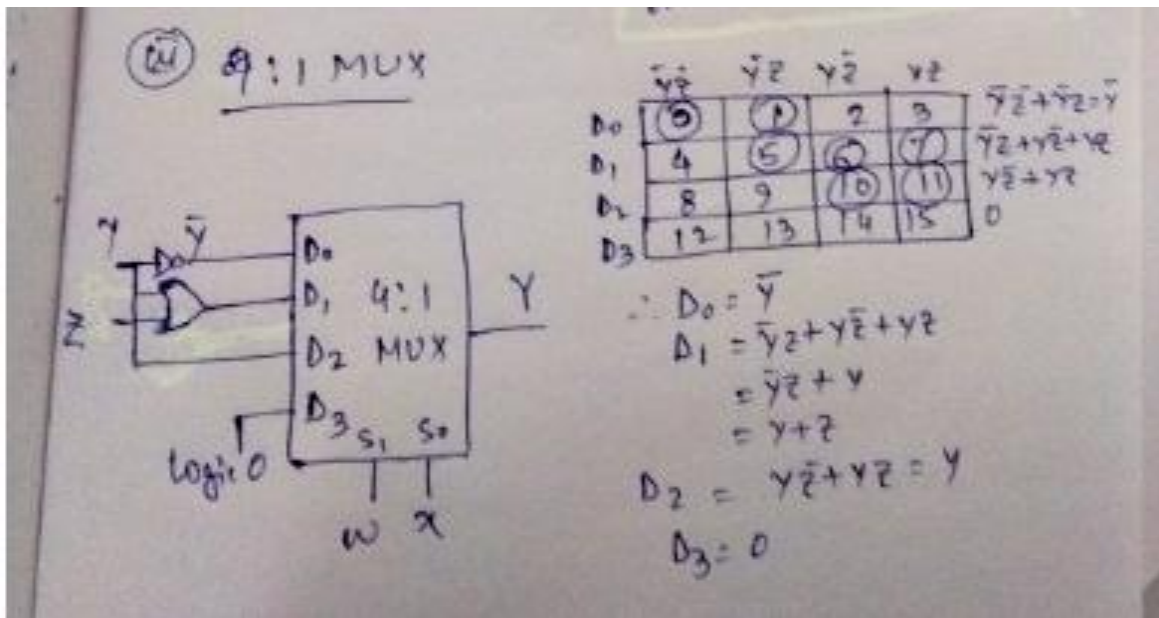 4:1 MUX
ȳz̄ ȳz yz̄ yz
D0 0 1 2 3 ȳz̄+ȳz=ȳ
D1 4 5 6 7 ȳz+yz̄+yz
D2 8 9 10 11 yz̄+yz
D3 12 13 14 15 0
Y ȳ D0
Z D1 4:1 Y
D2 MUX
D3 S1 S0
Logic 0
w x
∴ D0 = ȳ
D1 = ȳz+yz̄+yz
= ȳz+y
= y+z
D2 = yz̄+yz = y
D3 = 0